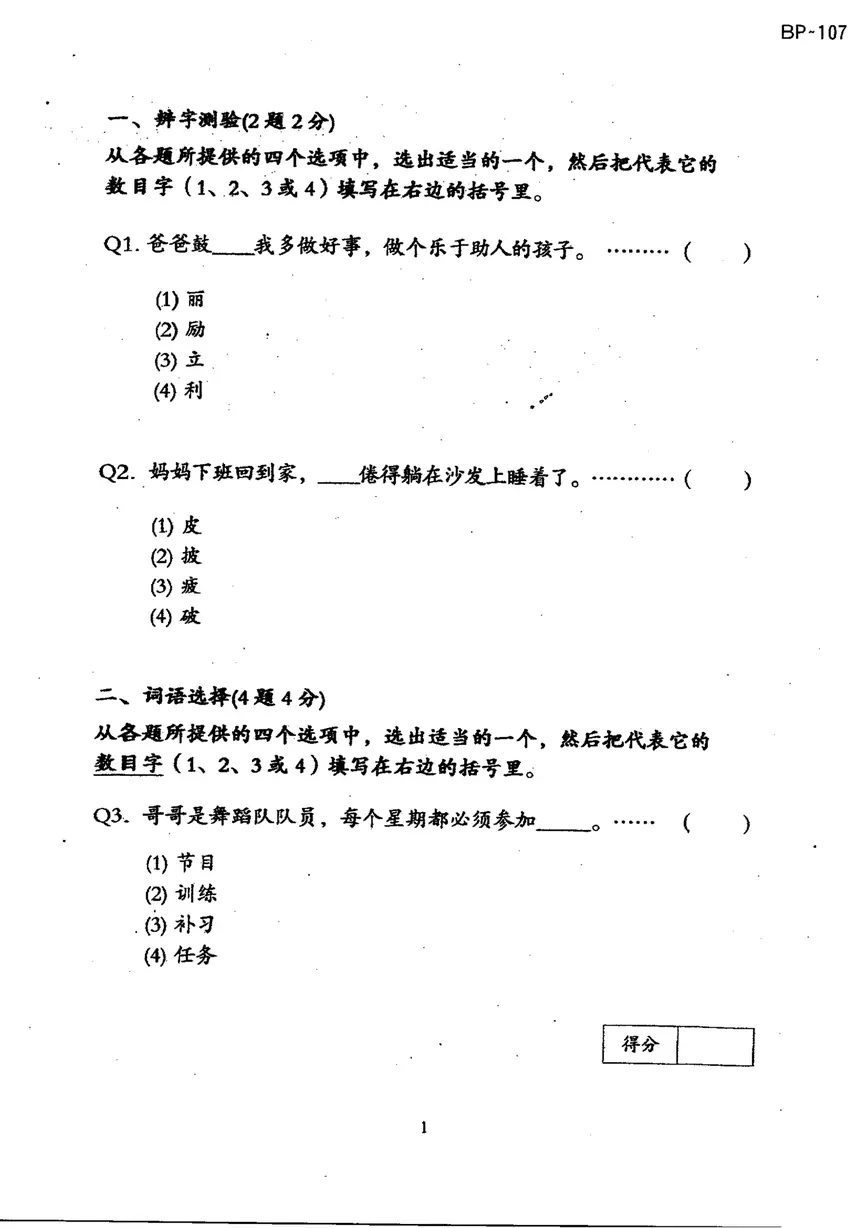 BP-107
一、辨字测验(2题2分)
从各题所提供的四个选项中，选出适当的一个，然后把代表它的
数目字（1、2、3或4）填写在右边的括号里。
Q1. 爸爸鼓____我多做好事，做个乐于助人的孩子。 ……… (      )
(1) 丽
(2) 励
(3) 立
(4) 利
Q2. 妈妈下班回到家，____倦得躺在沙发上睡着了。………… (      )
(1) 皮
(2) 披
(3) 疲
(4) 破
二、词语选择(4题4分)
从各题所提供的四个选项中，选出适当的一个，然后把代表它的
数目字（1、2、3或4）填写在右边的括号里。
Q3. 哥哥是舞蹈队队员，每个星期都必须参加_____。…… (      )
(1) 节目
(2) 训练
(3) 补习
(4) 任务
得分
1